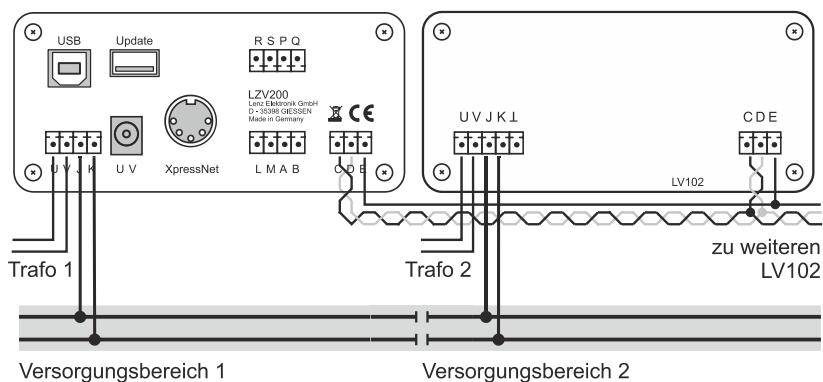 USB
Update
R S P Q
LZV200
Lenz Elektronik GmbH
D - 35398 GIESSEN
Made in Germany
CE
U V J K
U V
XpressNet
L M A B
C D E
U V J K ⊥
C D E
LV102
Trafo 1
Trafo 2
zu weiteren
LV102
Versorgungsbereich 1
Versorgungsbereich 2